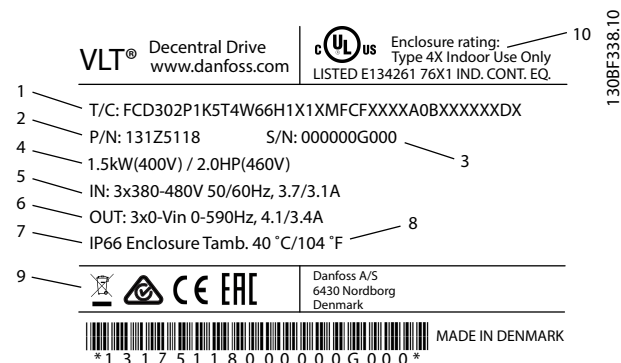 VLT® Decentral Drive
www.danfoss.com
c UL us
Enclosure rating:
Type 4X Indoor Use Only
LISTED E134261 76X1 IND. CONT. EQ.
10
130BF338.10
1
T/C: FCD302P1K5T4W66H1X1XMFCFXXXXA0BXXXXXXDX
2
P/N: 131Z5118 S/N: 000000G000
3
4
1.5kW(400V) / 2.0HP(460V)
5
IN: 3x380-480V 50/60Hz, 3.7/3.1A
6
OUT: 3x0-Vin 0-590Hz, 4.1/3.4A
7
IP66 Enclosure Tamb. 40 ˚C/104 ˚F
8
9
CE EAC
Danfoss A/S
6430 Nordborg
Denmark
MADE IN DENMARK
*13175118000000G000*